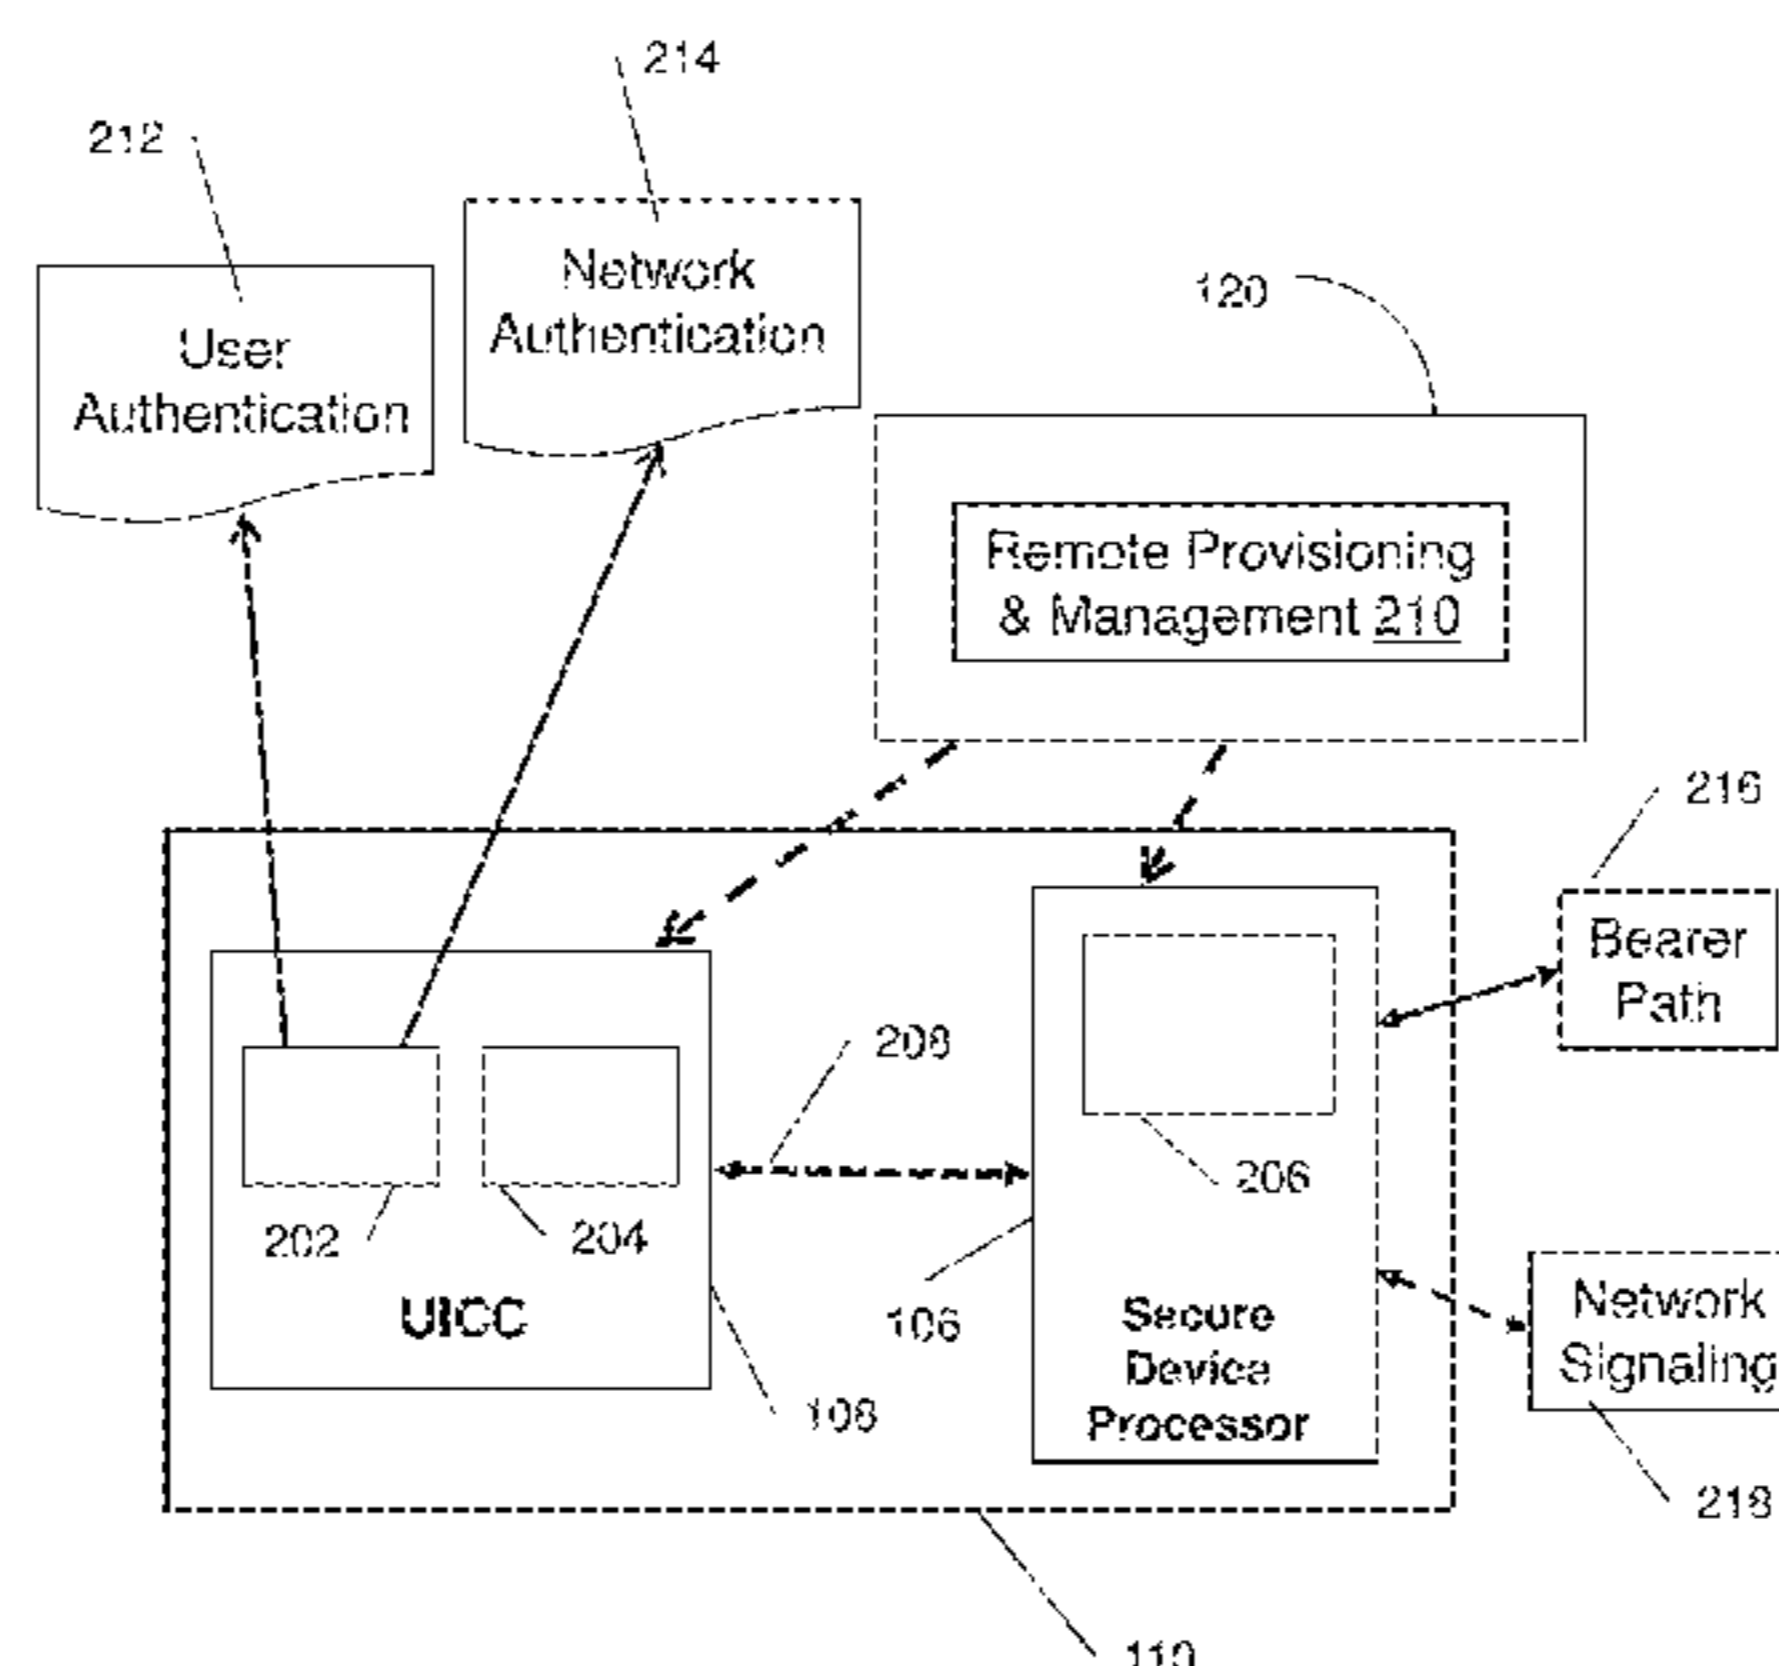 214
212
Network
Authentication
120
User
Authentication
Remote Provisioning
& Management 210
216
Bearer
Path
208
206
202
204
UICC
106
Secure
Device
Processor
Network
Signaling
108
218
110